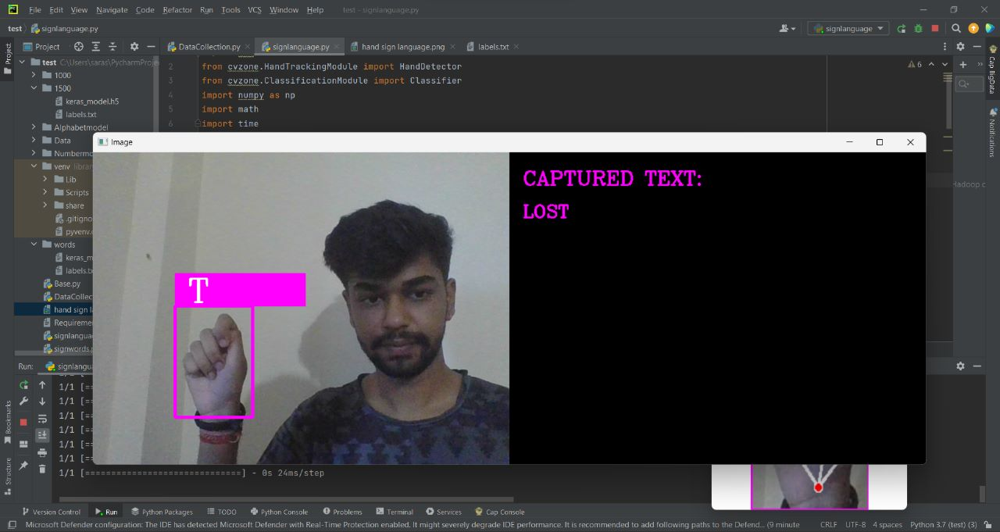 File Edit View Navigate Code Refactor Run Tools VCS Window Help test - signlanguage.py
test signlanguage.py signlanguage
Project DataCollection.py signlanguage.py hand sign language.png labels.txt
Project
test C:\Users\saras\PycharmProje
1000
1500
keras_model.h5
labels.txt
Alphabetmodel
Data
Numbermo
venv library
Lib
Scripts
share
.gitigno
pyvenv.c
words
keras_m
labels.tx
Base.py
DataCollec
hand sign la
Requireme
signlangua
signwords.
2 from cvzone.HandTrackingModule import HandDetector
3 from cvzone.ClassificationModule import Classifier
4 import numpy as np
5 import math
6 import time
6
Cap BigData
Notifications
Hadoop c
Image
T
CAPTURED TEXT:
LOST
Run: signlangua
1/1 [==
1/1 [==
1/1 [==
1/1 [==
1/1 [==
1/1 [==
1/1 [==============================] - 0s 24ms/step
Bookmarks
Structure
Version Control Run Python Packages TODO Python Console Problems Terminal Services Cap Console
Microsoft Defender configuration: The IDE has detected Microsoft Defender with Real-Time Protection enabled. It might severely degrade IDE performance. It is recommended to add following paths to the Defend... (9 minute CRLF UTF-8 4 spaces Python 3.7 (test) (3)